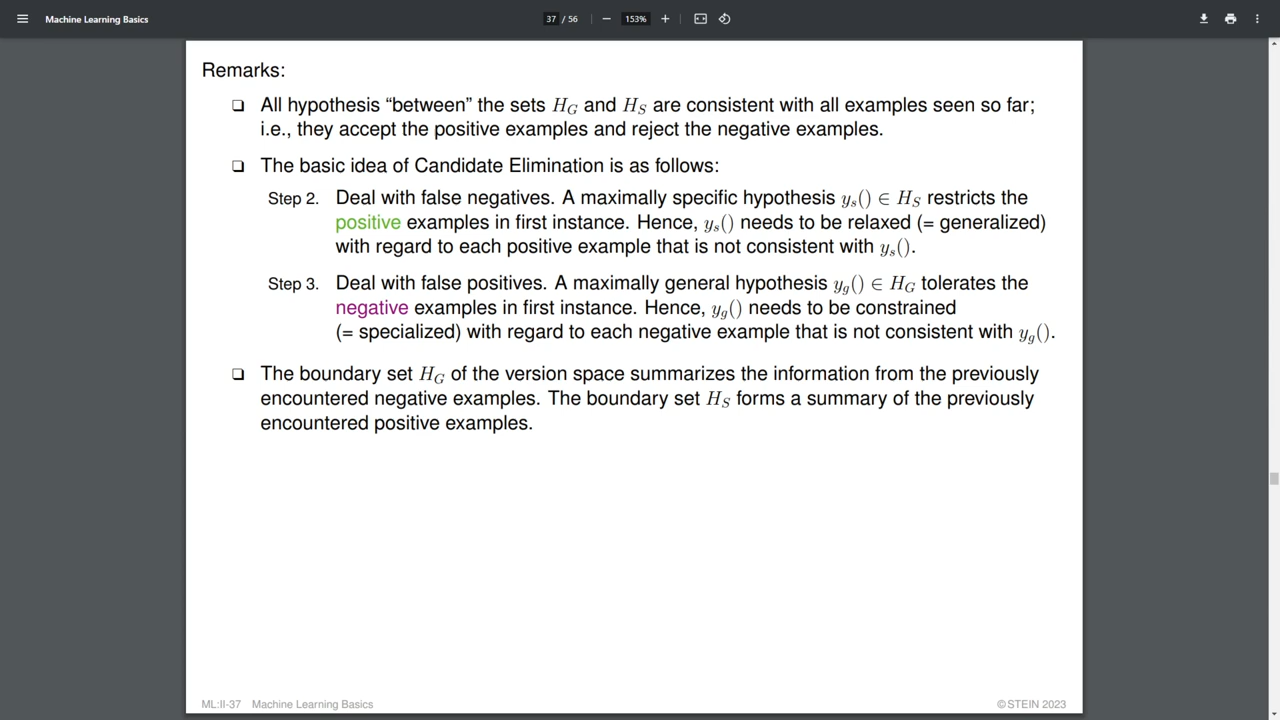 Machine Learning Basics
37 / 56
153%
Remarks:
❑ All hypothesis “between” the sets H_G and H_S are consistent with all examples seen so far;
i.e., they accept the positive examples and reject the negative examples.
❑ The basic idea of Candidate Elimination is as follows:
Step 2. Deal with false negatives. A maximally specific hypothesis y_s() ∈ H_S restricts the
positive examples in first instance. Hence, y_s() needs to be relaxed (= generalized)
with regard to each positive example that is not consistent with y_s().
Step 3. Deal with false positives. A maximally general hypothesis y_g() ∈ H_G tolerates the
negative examples in first instance. Hence, y_g() needs to be constrained
(= specialized) with regard to each negative example that is not consistent with y_g().
❑ The boundary set H_G of the version space summarizes the information from the previously
encountered negative examples. The boundary set H_S forms a summary of the previously
encountered positive examples.
ML:II-37 Machine Learning Basics ©STEIN 2023